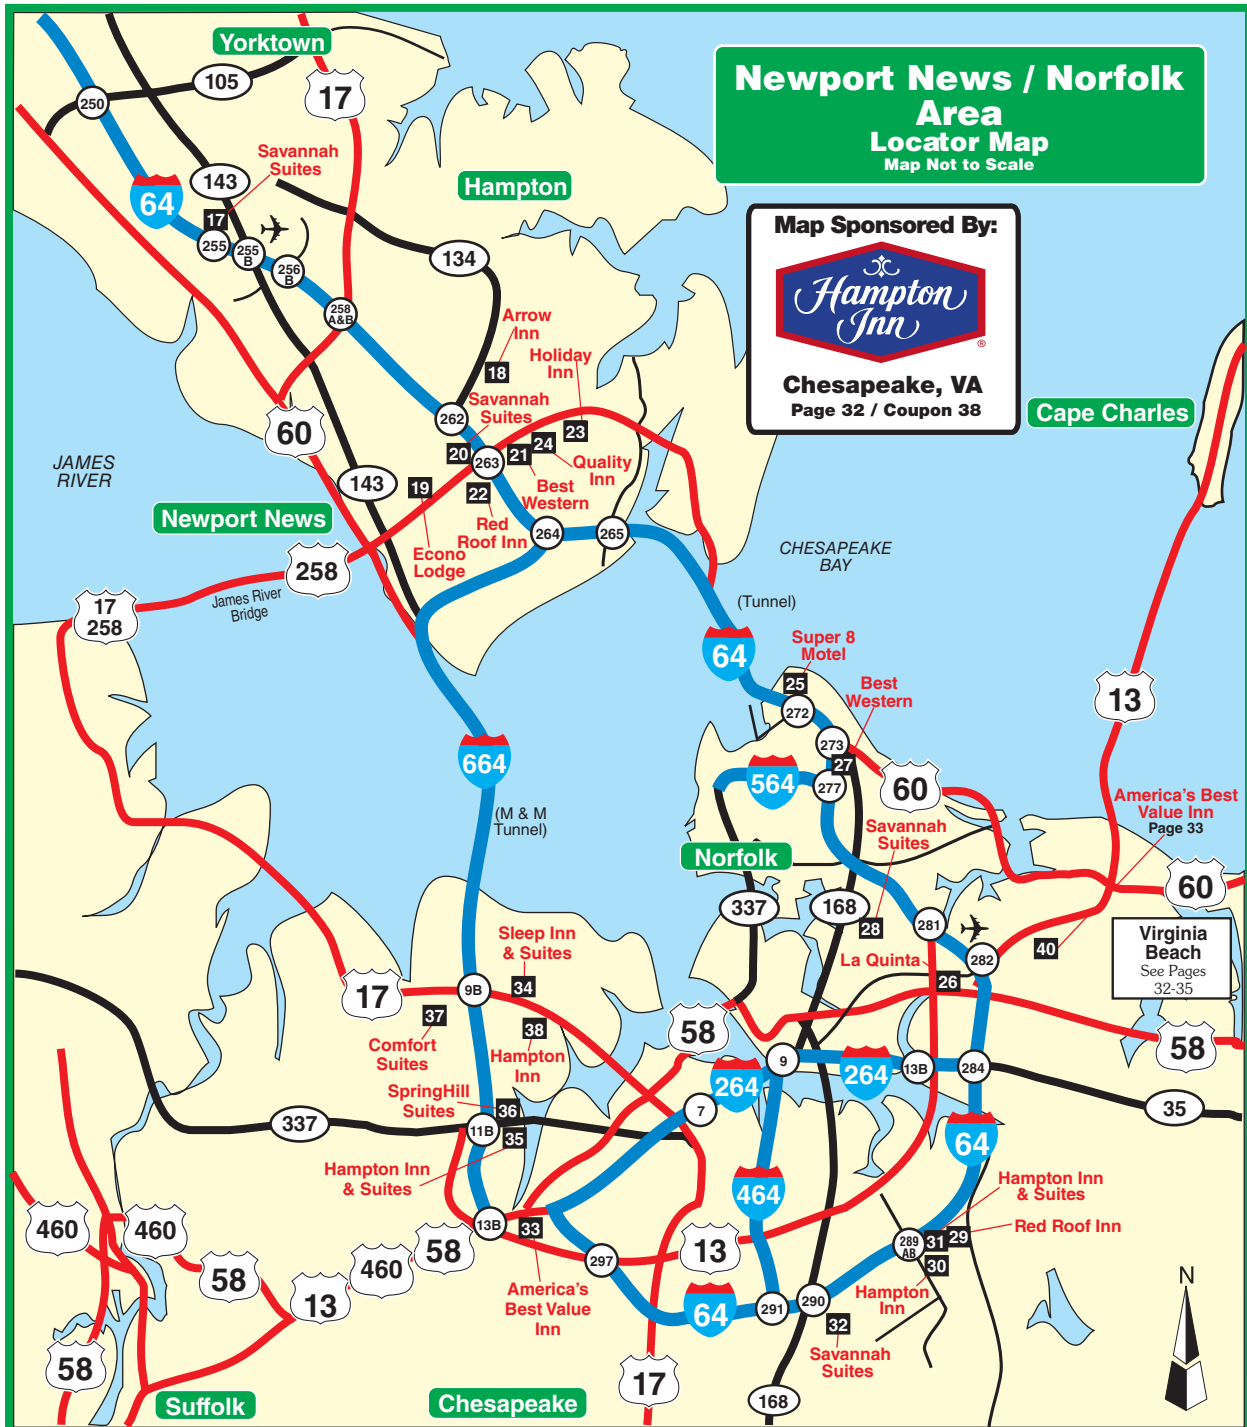 Yorktown
105
17
250
Newport News / Norfolk
Area
Locator Map
Map Not to Scale
Savannah
Suites
143
64
17
Hampton
255
255
B
256
B
134
258
A&B
Map Sponsored By:
Hampton
Inn
®
Chesapeake, VA
Page 32 / Coupon 38
Arrow
Inn
18
Holiday
Inn
Savannah
Suites
262
20
263
21
24
23
Quality
Inn
Best
Western
22
Red
Roof Inn
19
Econo
Lodge
60
143
JAMES
RIVER
Newport News
258
264
265
Cape Charles
CHESAPEAKE
BAY
17
258
James River
Bridge
(Tunnel)
64
Super 8
Motel
25
272
Best
Western
273
27
277
564
60
13
664
(M & M
Tunnel)
America's Best
Value Inn
Page 33
Savannah
Suites
Norfolk
60
337
168
28
281
282
40
Virginia
Beach
See Pages
32-35
La Quinta
26
Sleep Inn
& Suites
34
9B
17
37
Comfort
Suites
38
Hampton
Inn
58
58
9
264
264
13B
284
SpringHill
Suites
36
7
35
337
11B
35
64
Hampton Inn
& Suites
464
Hampton Inn
& Suites
Red Roof Inn
460
460
58
13B
33
13
289
AB
31
29
30
Hampton
Inn
58
460
297
America's
Best Value
Inn
13
64
291
290
32
Savannah
Suites
N
58
17
168
Suffolk
Chesapeake